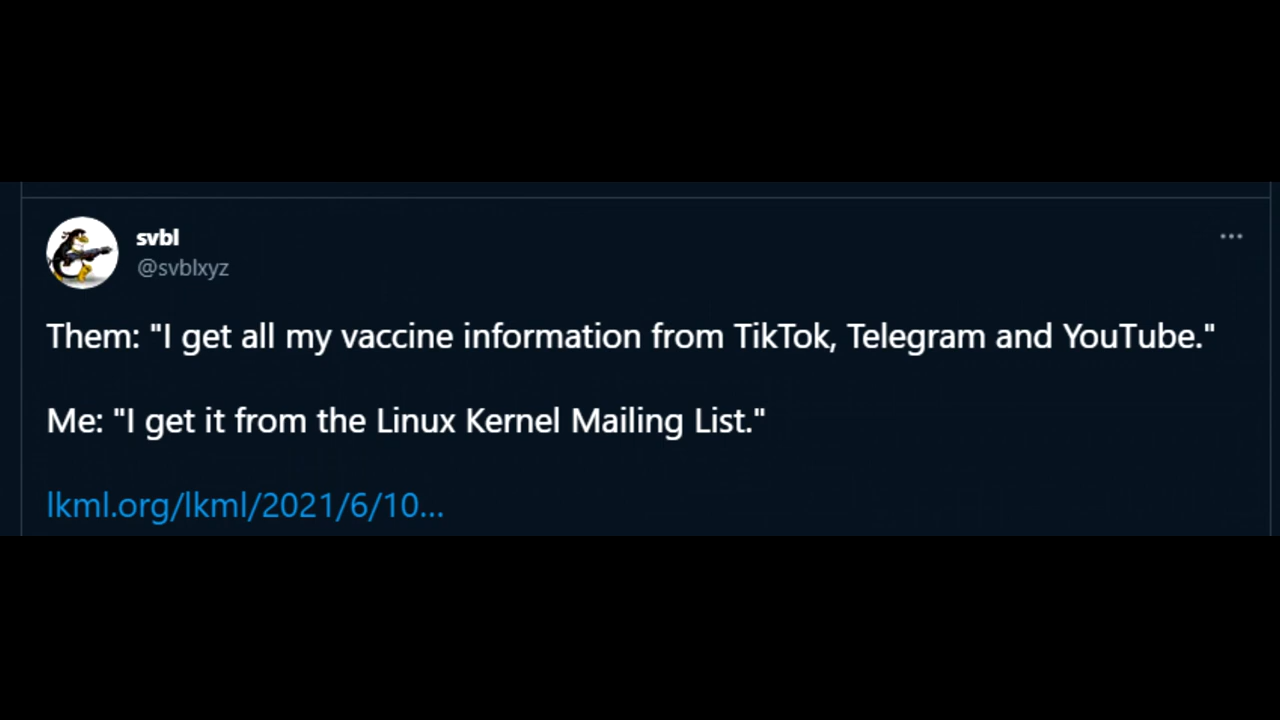 svbl
@svblxyz
Them: "I get all my vaccine information from TikTok, Telegram and YouTube."
Me: "I get it from the Linux Kernel Mailing List."
lkml.org/lkml/2021/6/10...